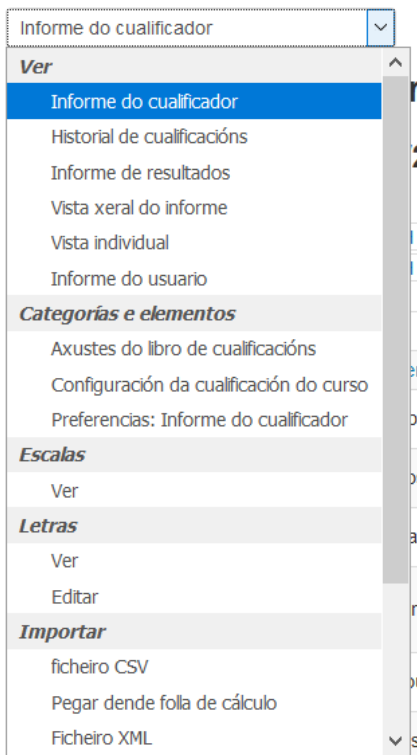 Informe do cualificador
Ver
Informe do cualificador
Historial de cualificacións
Informe de resultados
Vista xeral do informe
Vista individual
Informe do usuario
Categorías e elementos
Axustes do libro de cualificacións
Configuración da cualificación do curso
Preferencias: Informe do cualificador
Escalas
Ver
Letras
Ver
Editar
Importar
ficheiro CSV
Pegar dende folla de cálculo
Ficheiro XML